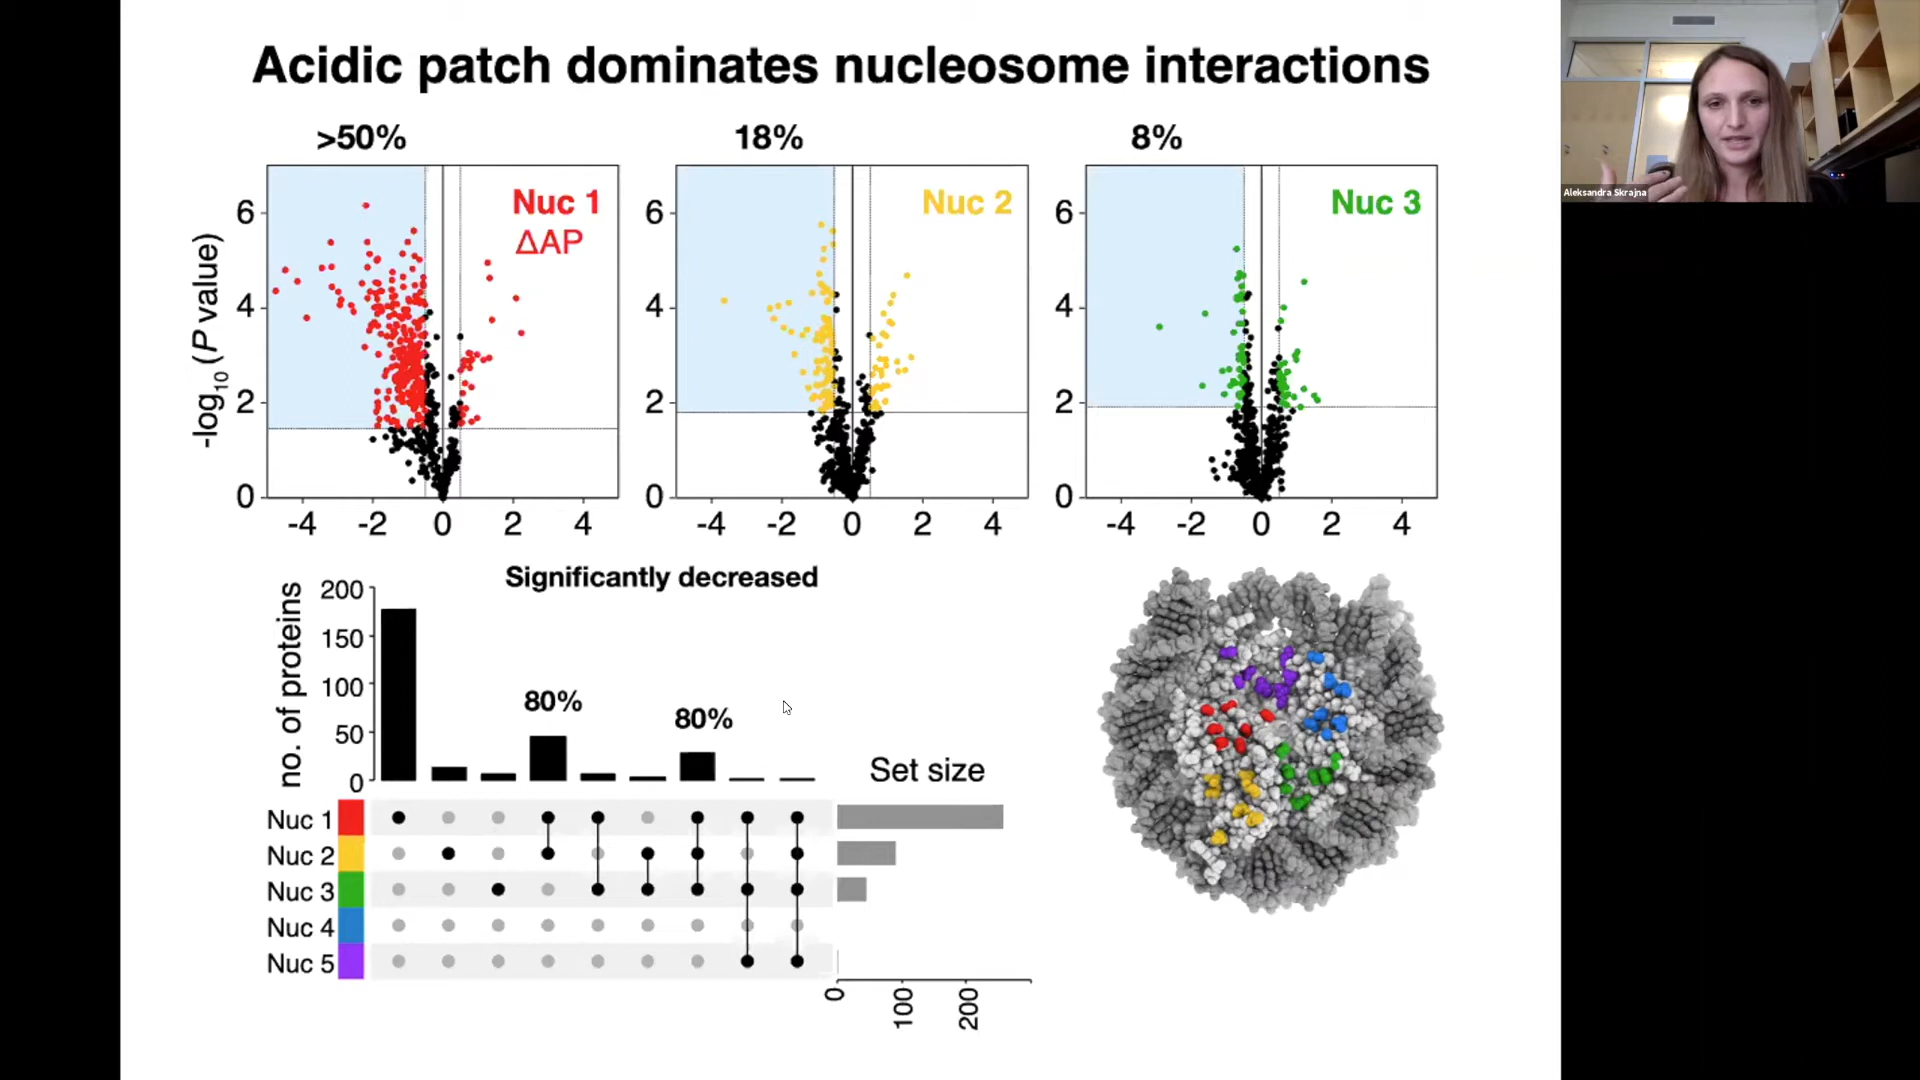 Acidic patch dominates nucleosome interactions
>50%
18%
8%
Nuc 1
ΔAP
Nuc 2
Nuc 3
-log10 (P value)
6
4
2
0
6
4
2
0
6
4
2
0
-4 -2 0 2 4
-4 -2 0 2 4
-4 -2 0 2 4
Aleksandra Skrajna
Significantly decreased
no. of proteins
200
150
100
50
0
80%
80%
Set size
Nuc 1
Nuc 2
Nuc 3
Nuc 4
Nuc 5
0
100
200